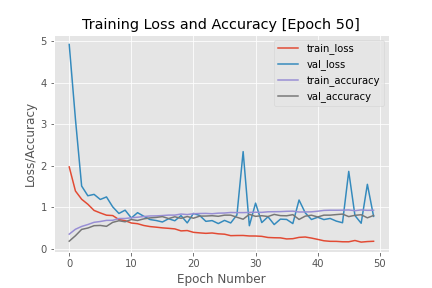 Training Loss and Accuracy [Epoch 50]
train_loss
val_loss
train_accuracy
val_accuracy
5
4
3
2
1
0
Loss/Accuracy
0 10 20 30 40 50
Epoch Number